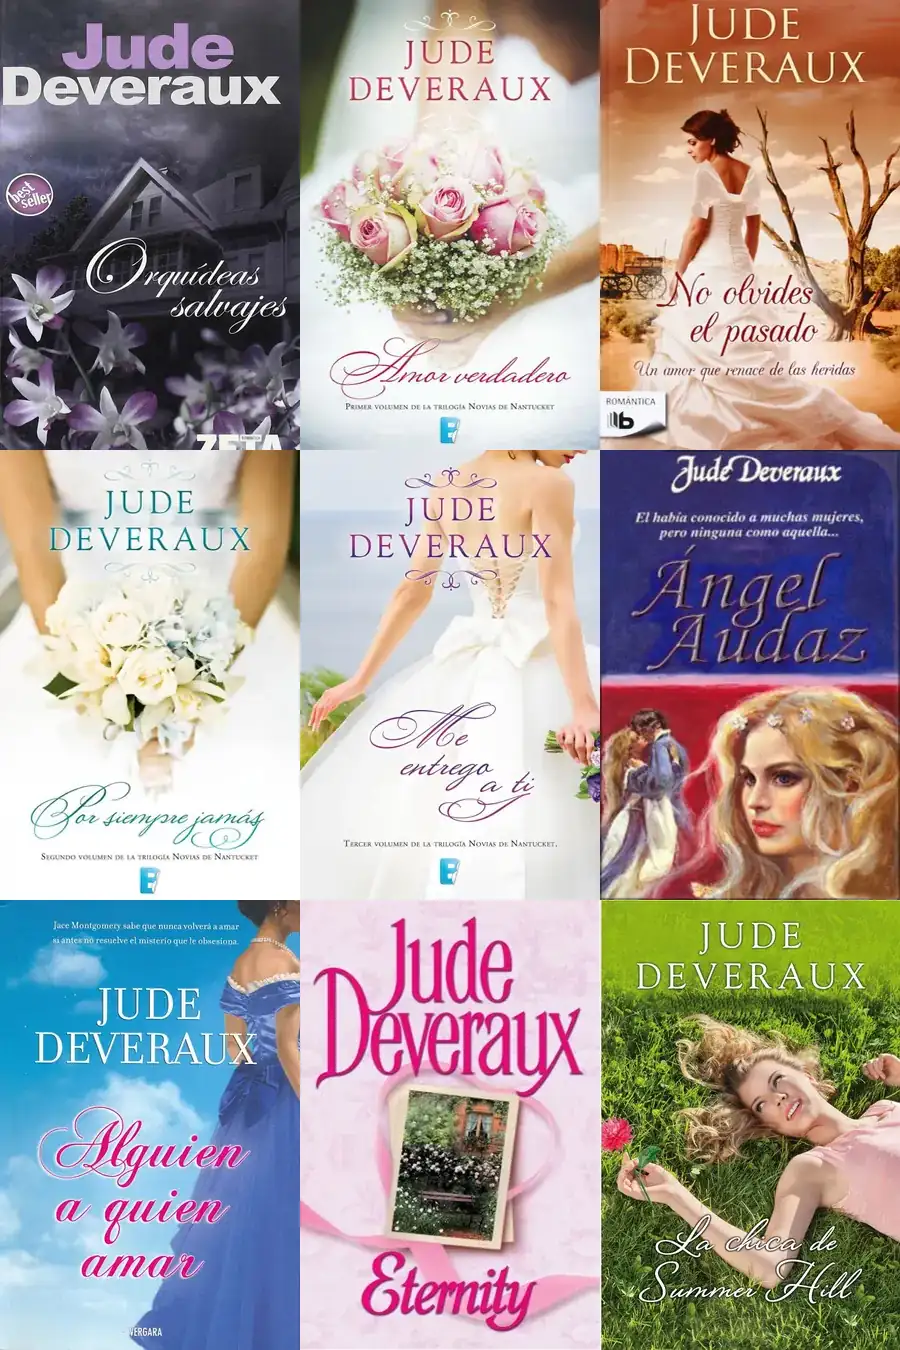 Jude
Deveraux
best
seller
Orquídeas
salvajes
ZETA
JUDE
DEVERAUX
Amor verdadero
PRIMER VOLUMEN DE LA TRILOGÍA NOVIAS DE NANTUCKET
B
JUDE
DEVERAUX
No olvides
el pasado
Un amor que renace de las heridas
ROMÁNTICA
b
JUDE
DEVERAUX
Por siempre jamás
SEGUNDO VOLUMEN DE LA TRILOGÍA NOVIAS DE NANTUCKET
B
JUDE
DEVERAUX
Me
entrego
a ti
TERCER VOLUMEN DE LA TRILOGÍA NOVIAS DE NANTUCKET.
B
Jude Deveraux
El había conocido a muchas mujeres,
pero ninguna como aquella...
Ángel
Audaz
Jace Montgomery sabe que nunca volverá a amar
si antes no resuelve el misterio que le obsesiona.
JUDE
DEVERAUX
Alguien
a quien
amar
VERGARA
Jude
Deveraux
Eternity
JUDE
DEVERAUX
La chica de
Summer Hill